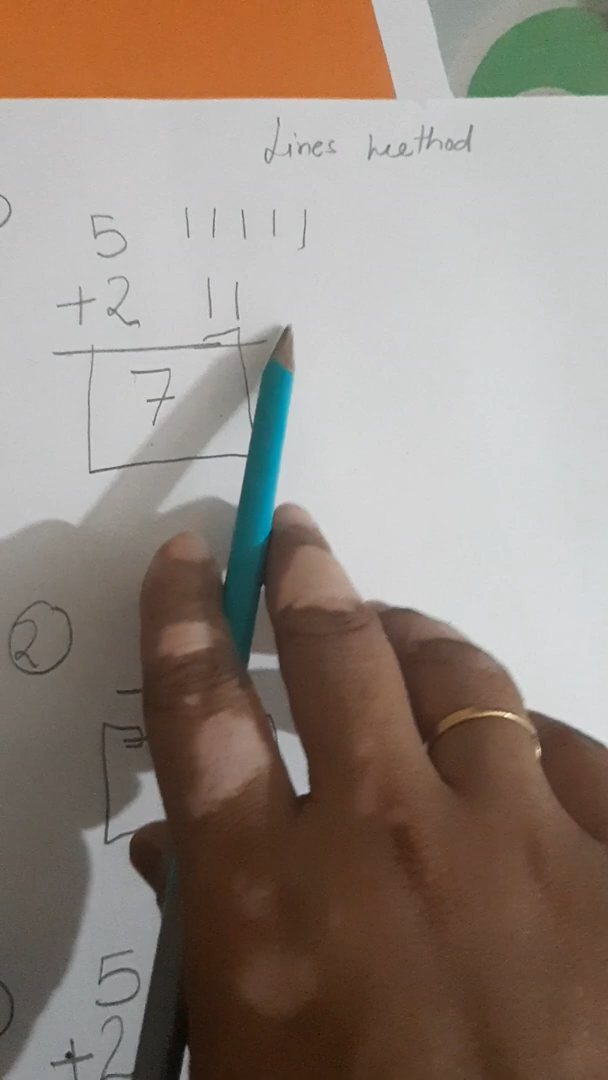 Lines method
5 | | | | |
+2 | |
7
2
5
+2